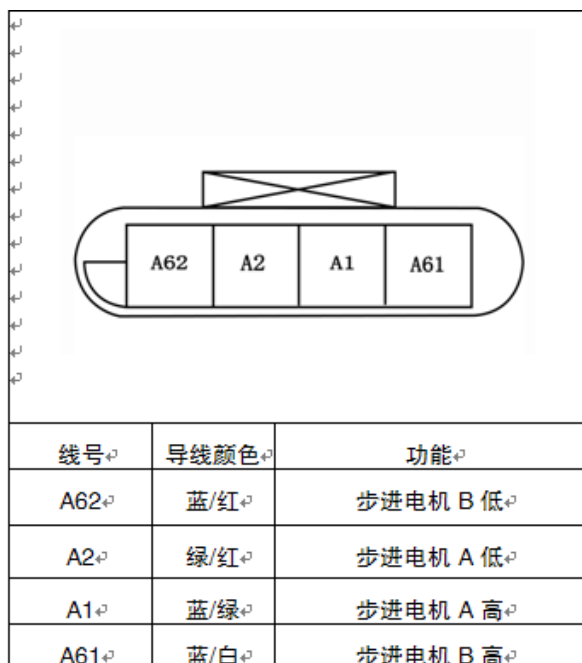 A62 A2 A1 A61
线号 导线颜色 功能
A62 蓝/红 步进电机 B 低
A2 绿/红 步进电机 A 低
A1 蓝/绿 步进电机 A 高
A61 蓝/白 步进电机 B 高